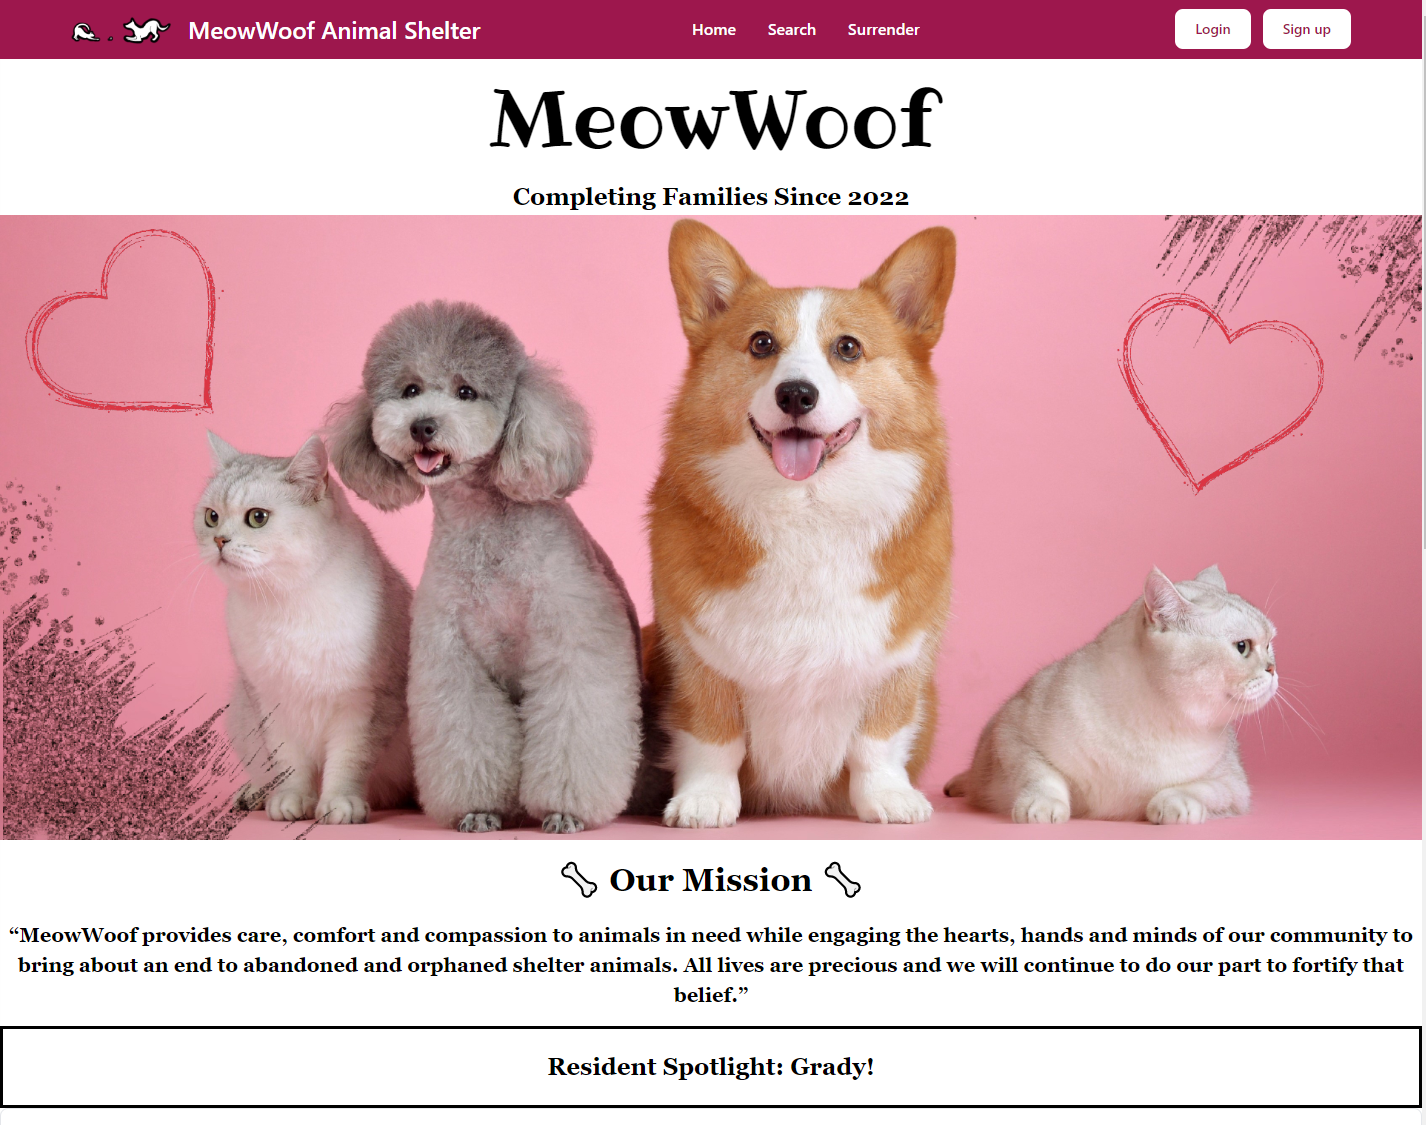 MeowWoof Animal Shelter
Home Search Surrender
Login Sign up
MeowWoof
Completing Families Since 2022
Our Mission
“MeowWoof provides care, comfort and compassion to animals in need while engaging the hearts, hands and minds of our community to
bring about an end to abandoned and orphaned shelter animals. All lives are precious and we will continue to do our part to fortify that
belief.”
Resident Spotlight: Grady!